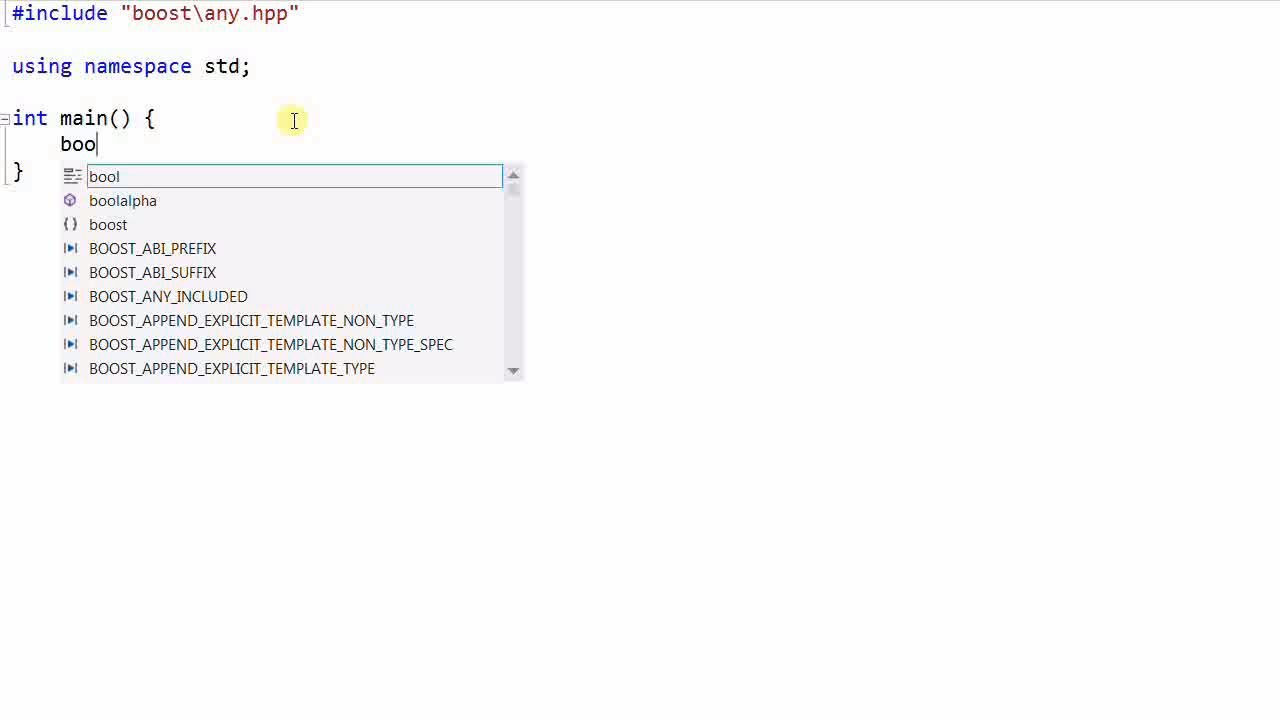 #include "boost\any.hpp"
using namespace std;
int main() {
boo
}
bool
boolalpha
boost
BOOST_ABI_PREFIX
BOOST_ABI_SUFFIX
BOOST_ANY_INCLUDED
BOOST_APPEND_EXPLICIT_TEMPLATE_NON_TYPE
BOOST_APPEND_EXPLICIT_TEMPLATE_NON_TYPE_SPEC
BOOST_APPEND_EXPLICIT_TEMPLATE_TYPE